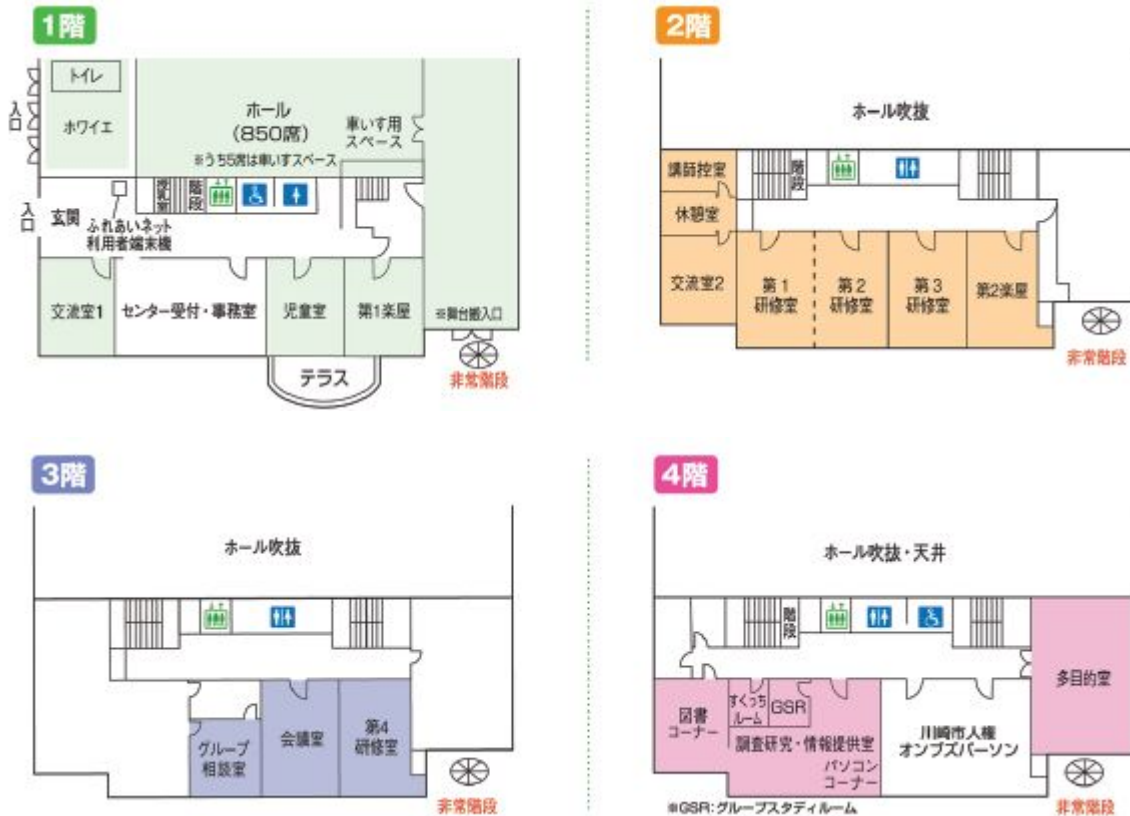 1階
トイレ
ホワイエ
入口
ホール
(850席)
※うち5席は車いすスペース
車いす用
スペース
授乳室
階段
入口
玄関
ふれあいネット
利用者端末機
交流室1
センター受付・事務室
児童室
第1楽屋
※舞台搬入口
テラス
非常階段
2階
ホール吹抜
講師控室
階段
休憩室
交流室2
第1
研修室
第2
研修室
第3
研修室
第2楽屋
非常階段
3階
ホール吹抜
グループ
相談室
会議室
第4
研修室
非常階段
4階
ホール吹抜・天井
階段
多目的室
図書
コーナー
すくっち
ルーム
GSR
調査研究・情報提供室
パソコン
コーナー
川崎市人権
オンブズパーソン
※GSR:グループスタディルーム
非常階段